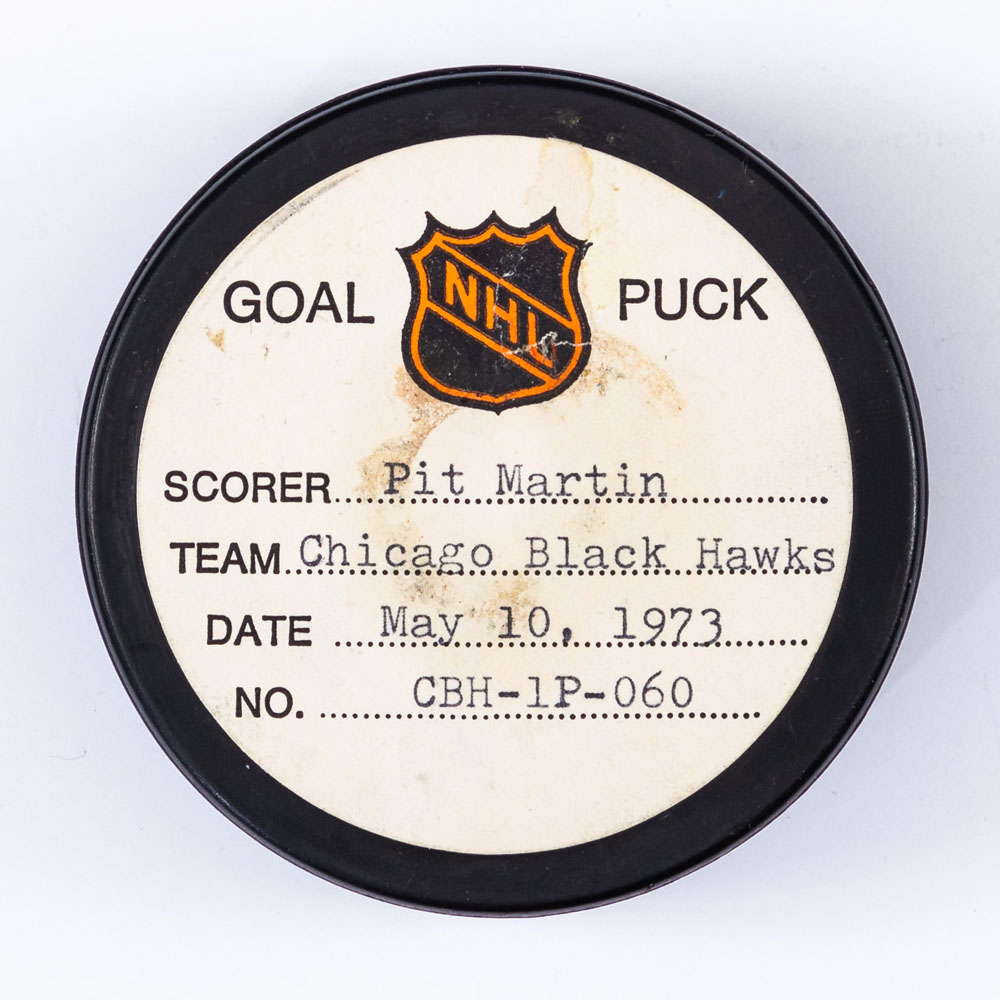 GOAL NHL PUCK
SCORER....Pit Martin................
TEAM..Chicago Black Hawks
DATE ....May 10, 1973........
NO. ........CBH-1P-060........